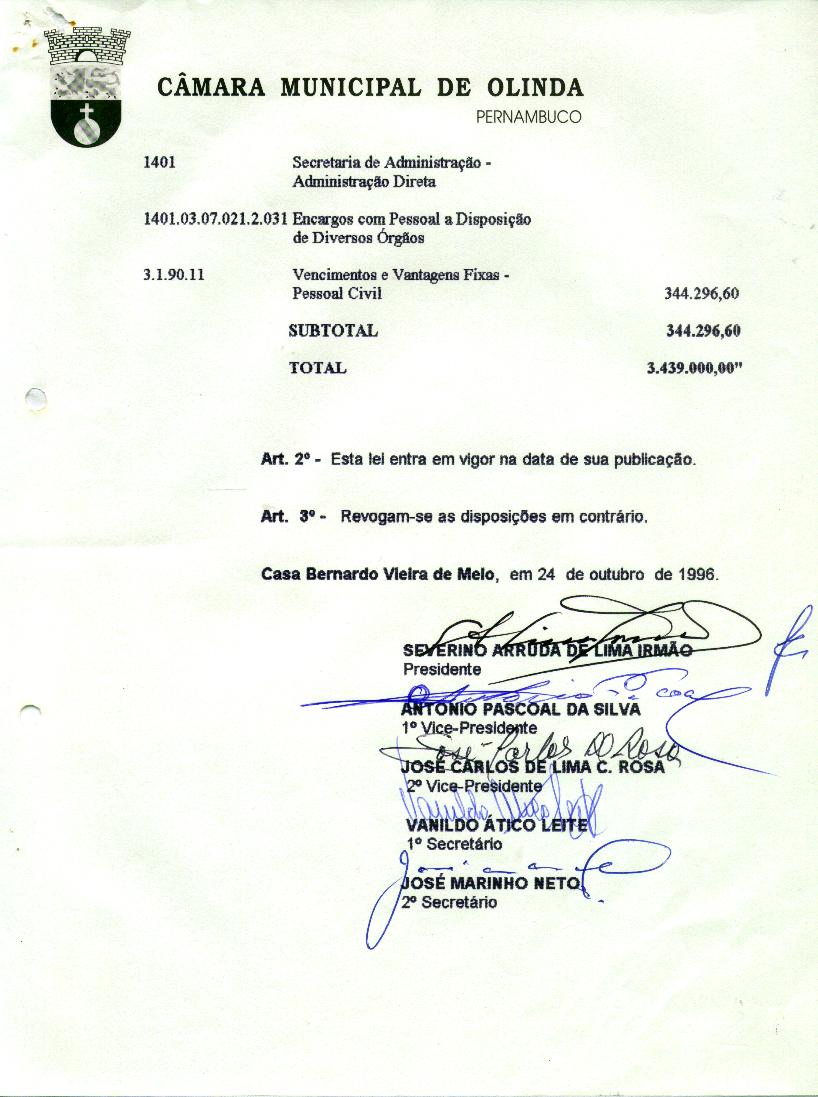 CÂMARA MUNICIPAL DE OLINDA
PERNAMBUCO
1401 Secretaria de Administração -
Administração Direta
1401.03.07.021.2.031 Encargos com Pessoal a Disposição
de Diversos Órgãos
3.1.90.11 Vencimentos e Vantagens Fixas -
Pessoal Civil 344.296,60
SUBTOTAL 344.296,60
TOTAL 3.439.000,00"
Art. 2º - Esta lei entra em vigor na data de sua publicação.
Art. 3º - Revogam-se as disposições em contrário.
Casa Bernardo Vieira de Melo, em 24 de outubro de 1996.
SEVERINO ARRUDA DE LIMA IRMÃO
Presidente
ANTONIO PASCOAL DA SILVA
1º Vice-Presidente
José Carlos D Rosa
JOSÉ CARLOS DE LIMA C. ROSA
2º Vice-Presidente
VANILDO ÁTICO LEITE
1º Secretário
JOSÉ MARINHO NETO
2º Secretário